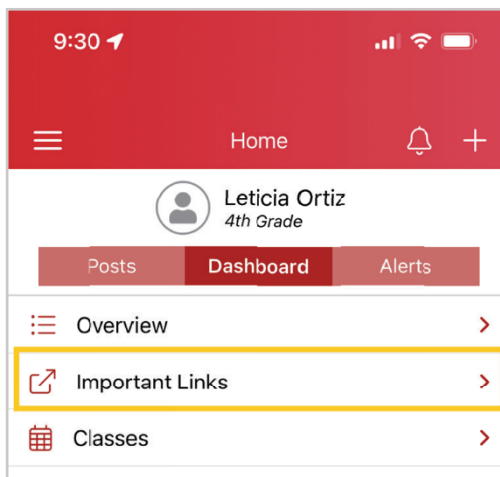 9:30
Home
Leticia Ortiz
4th Grade
Posts Dashboard Alerts
Overview
Important Links
Classes